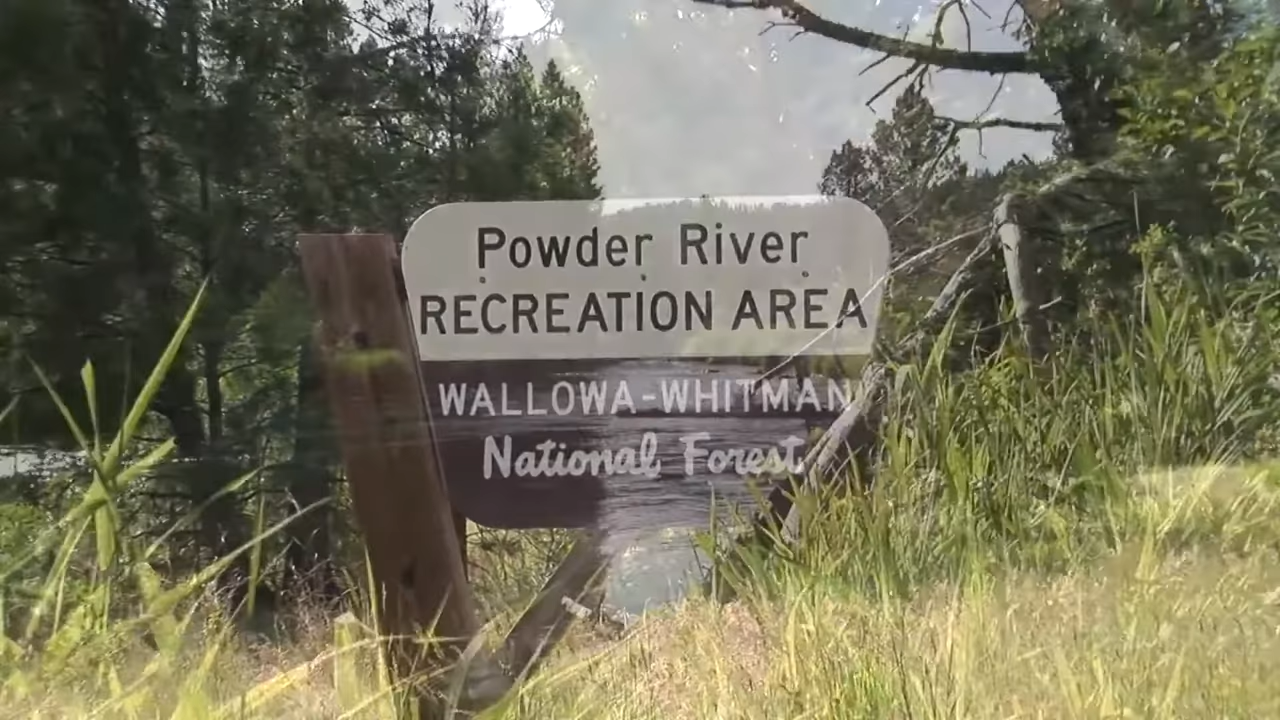 Powder River
RECREATION AREA
WALLOWA-WHITMAN
National Forest